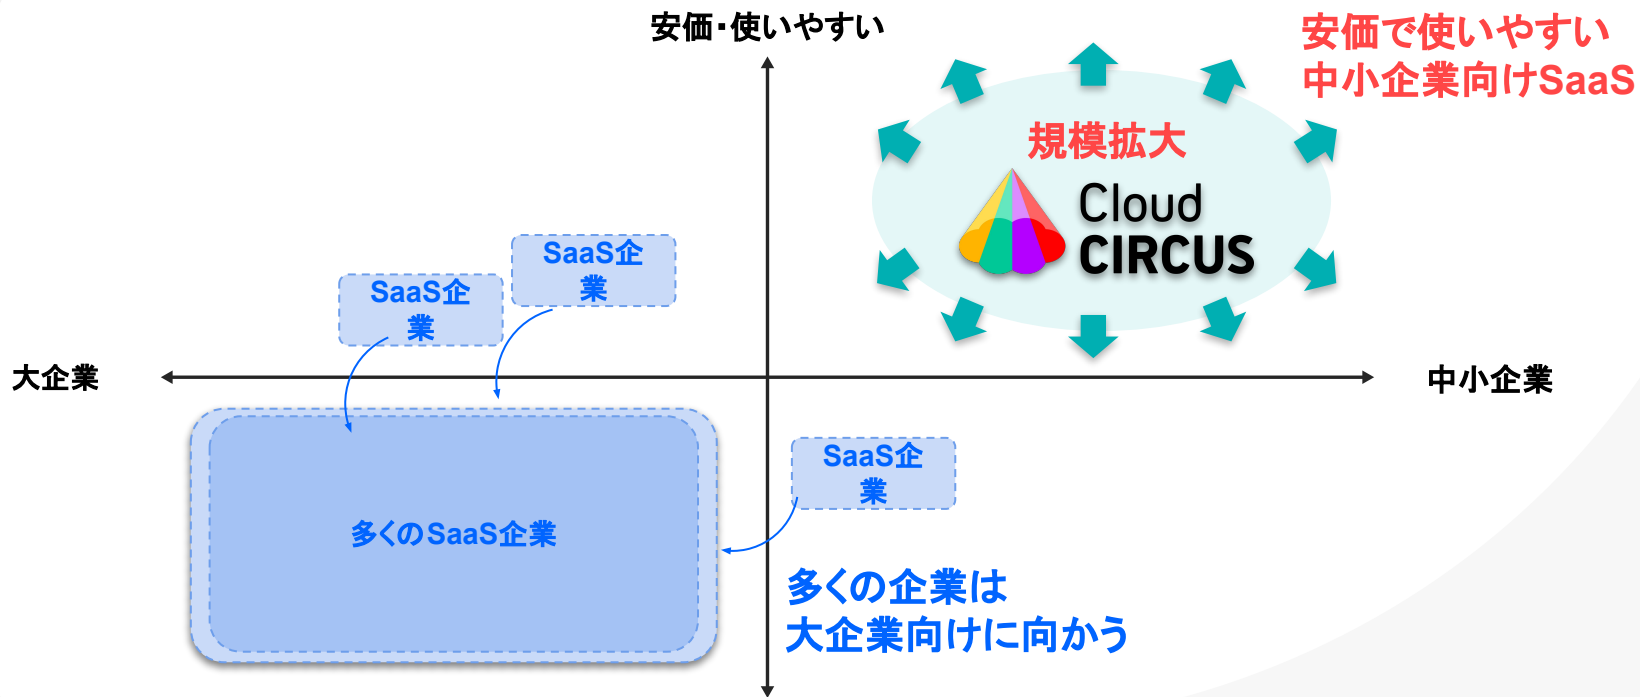 安価・使いやすい
安価で使いやすい
中小企業向けSaaS
規模拡大
Cloud
CIRCUS
SaaS企
業
SaaS企
業
大企業
中小企業
SaaS企
業
多くのSaaS企業
多くの企業は
大企業向けに向かう